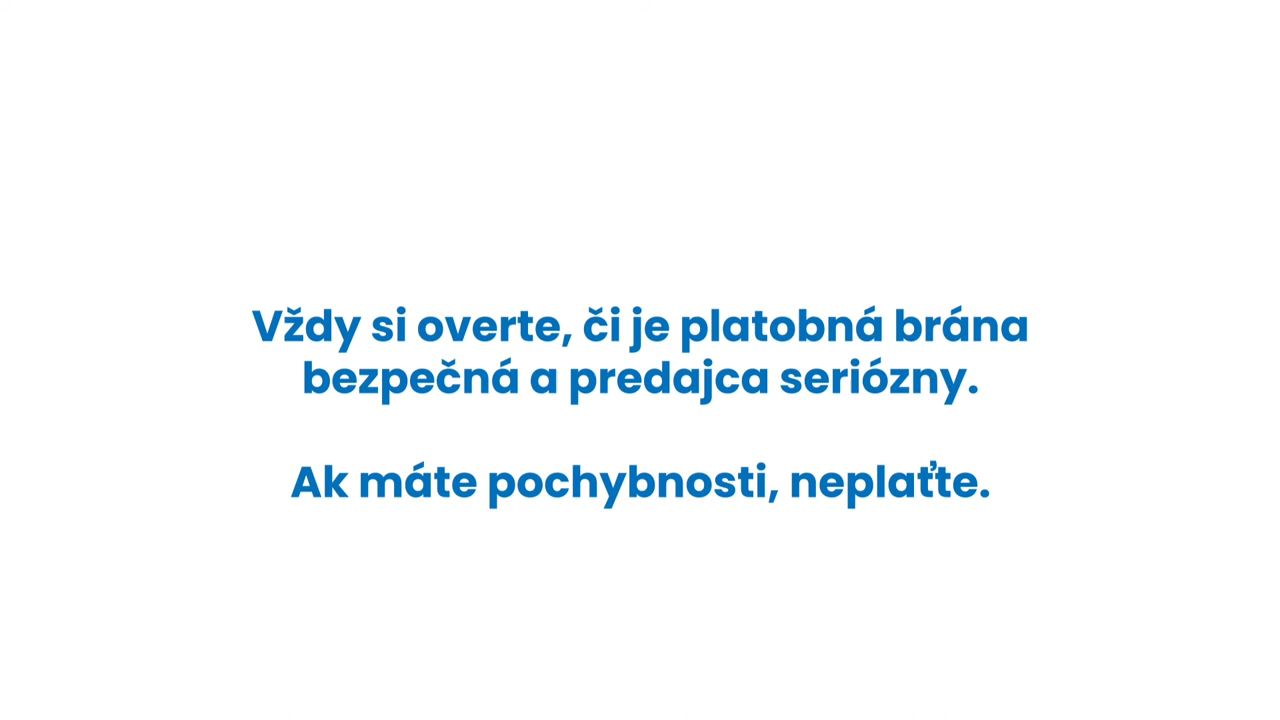 Vždy si overte, či je platobná brána
bezpečná a predajca seriózny.
Ak máte pochybnosti, neplaťte.